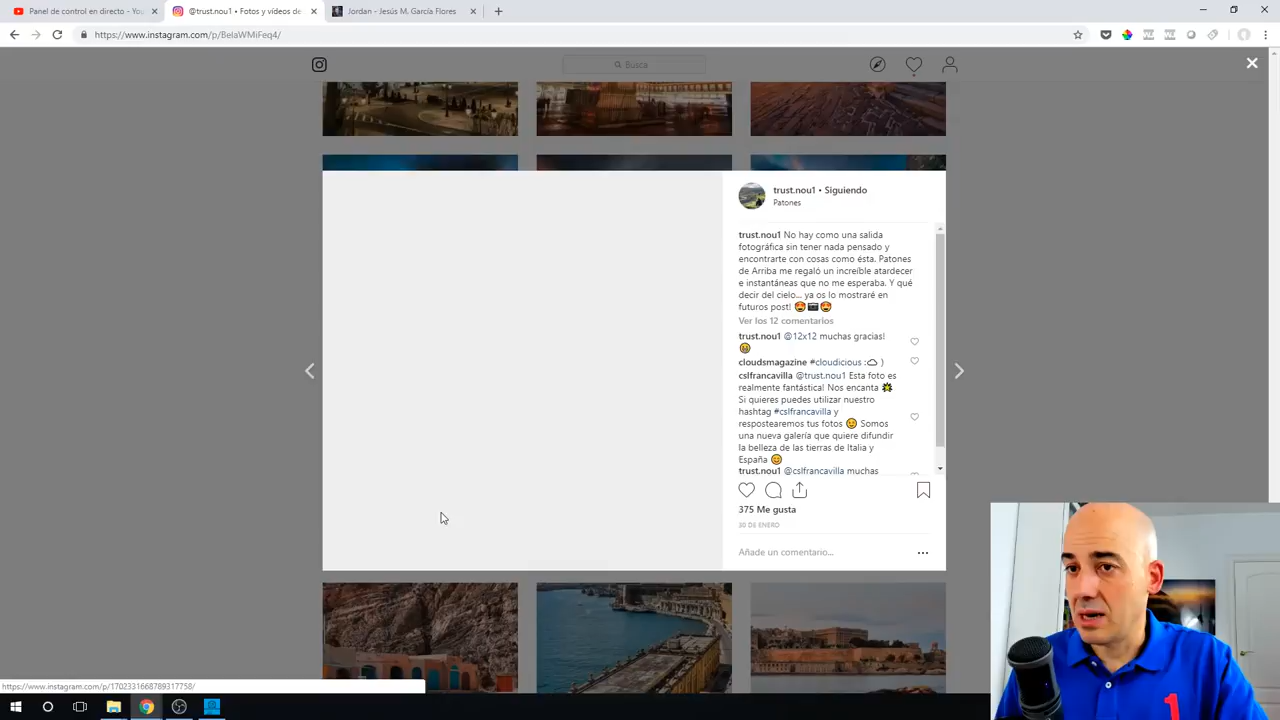 Panel de control en directo - You
@trust.nou1 • Fotos y vídeos de
Jordan - Jesús M. García Flores
https://www.instagram.com/p/BelaWMiFeq4/
Busca
trust.nou1 • Siguiendo
Patones
trust.nou1 No hay como una salida
fotográfica sin tener nada pensado y
encontrarte con cosas como ésta. Patones
de Arriba me regaló un increíble atardecer
e instantáneas que no me esperaba. Y qué
decir del cielo... ya os lo mostraré en
futuros post! 😍📷😍
Ver los 12 comentarios
trust.nou1 @12x12 muchas gracias!
😀
cloudsmagazine #cloudicious :☁ )
cslfrancavilla @trust.nou1 Esta foto es
realmente fantástica! Nos encanta 💥
Si quieres puedes utilizar nuestro
hashtag #cslfrancavilla y
respostearemos tus fotos 😉 Somos
una nueva galería que quiere difundir
la belleza de las tierras de Italia y
España 😊
trust.nou1 @cslfrancavilla muchas
375 Me gusta
30 DE ENERO
Añade un comentario...
https://www.instagram.com/p/1702331668789317758/
1